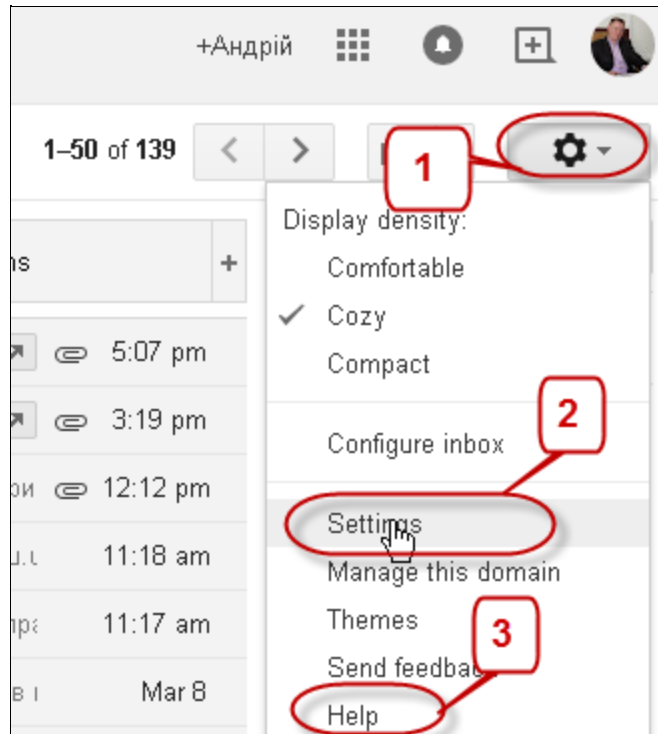 +Андрій
1–50 of 139
1
Display density:
Comfortable
Cozy
Compact
2
Configure inbox
Settings
Manage this domain
Themes
3
Send feedback
Help
+
5:07 pm
3:19 pm
12:12 pm
11:18 am
11:17 am
Mar 8